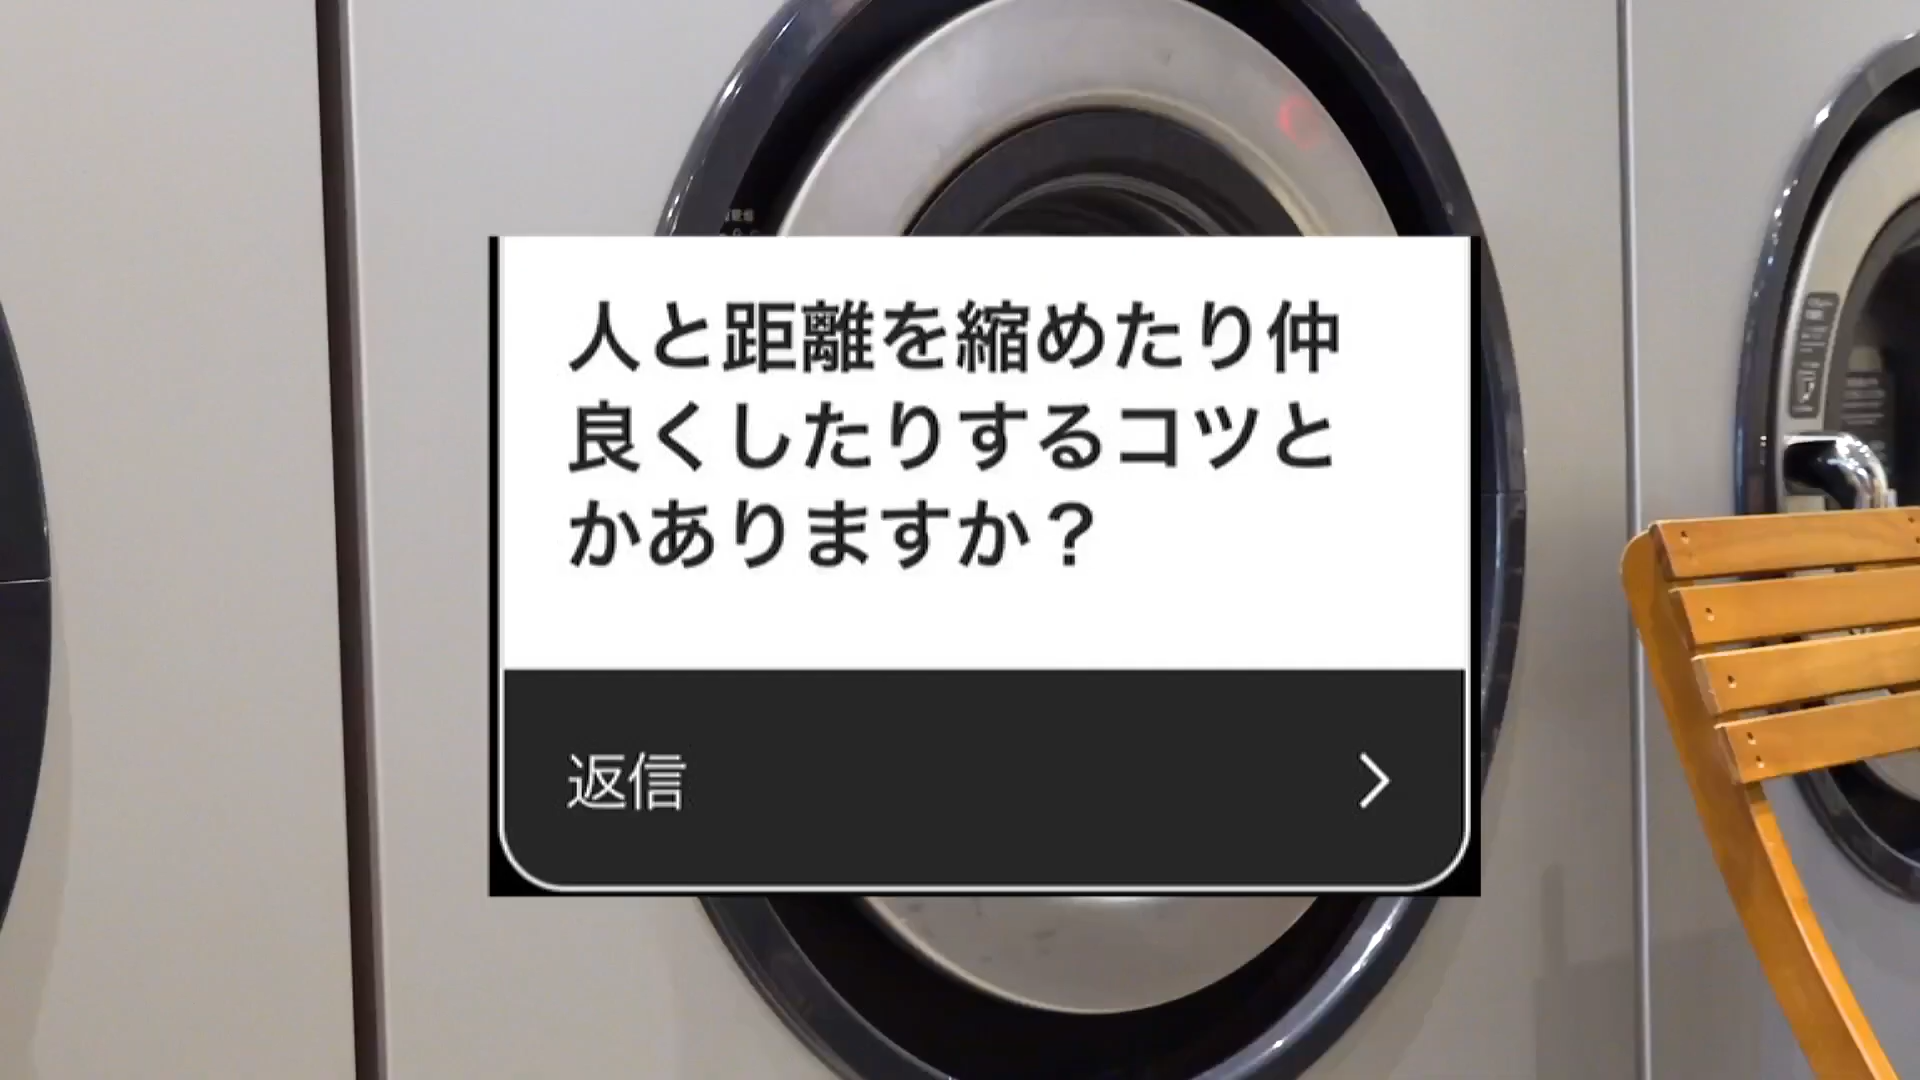 人と距離を縮めたり仲
良くしたりするコツと
かありますか？
返信